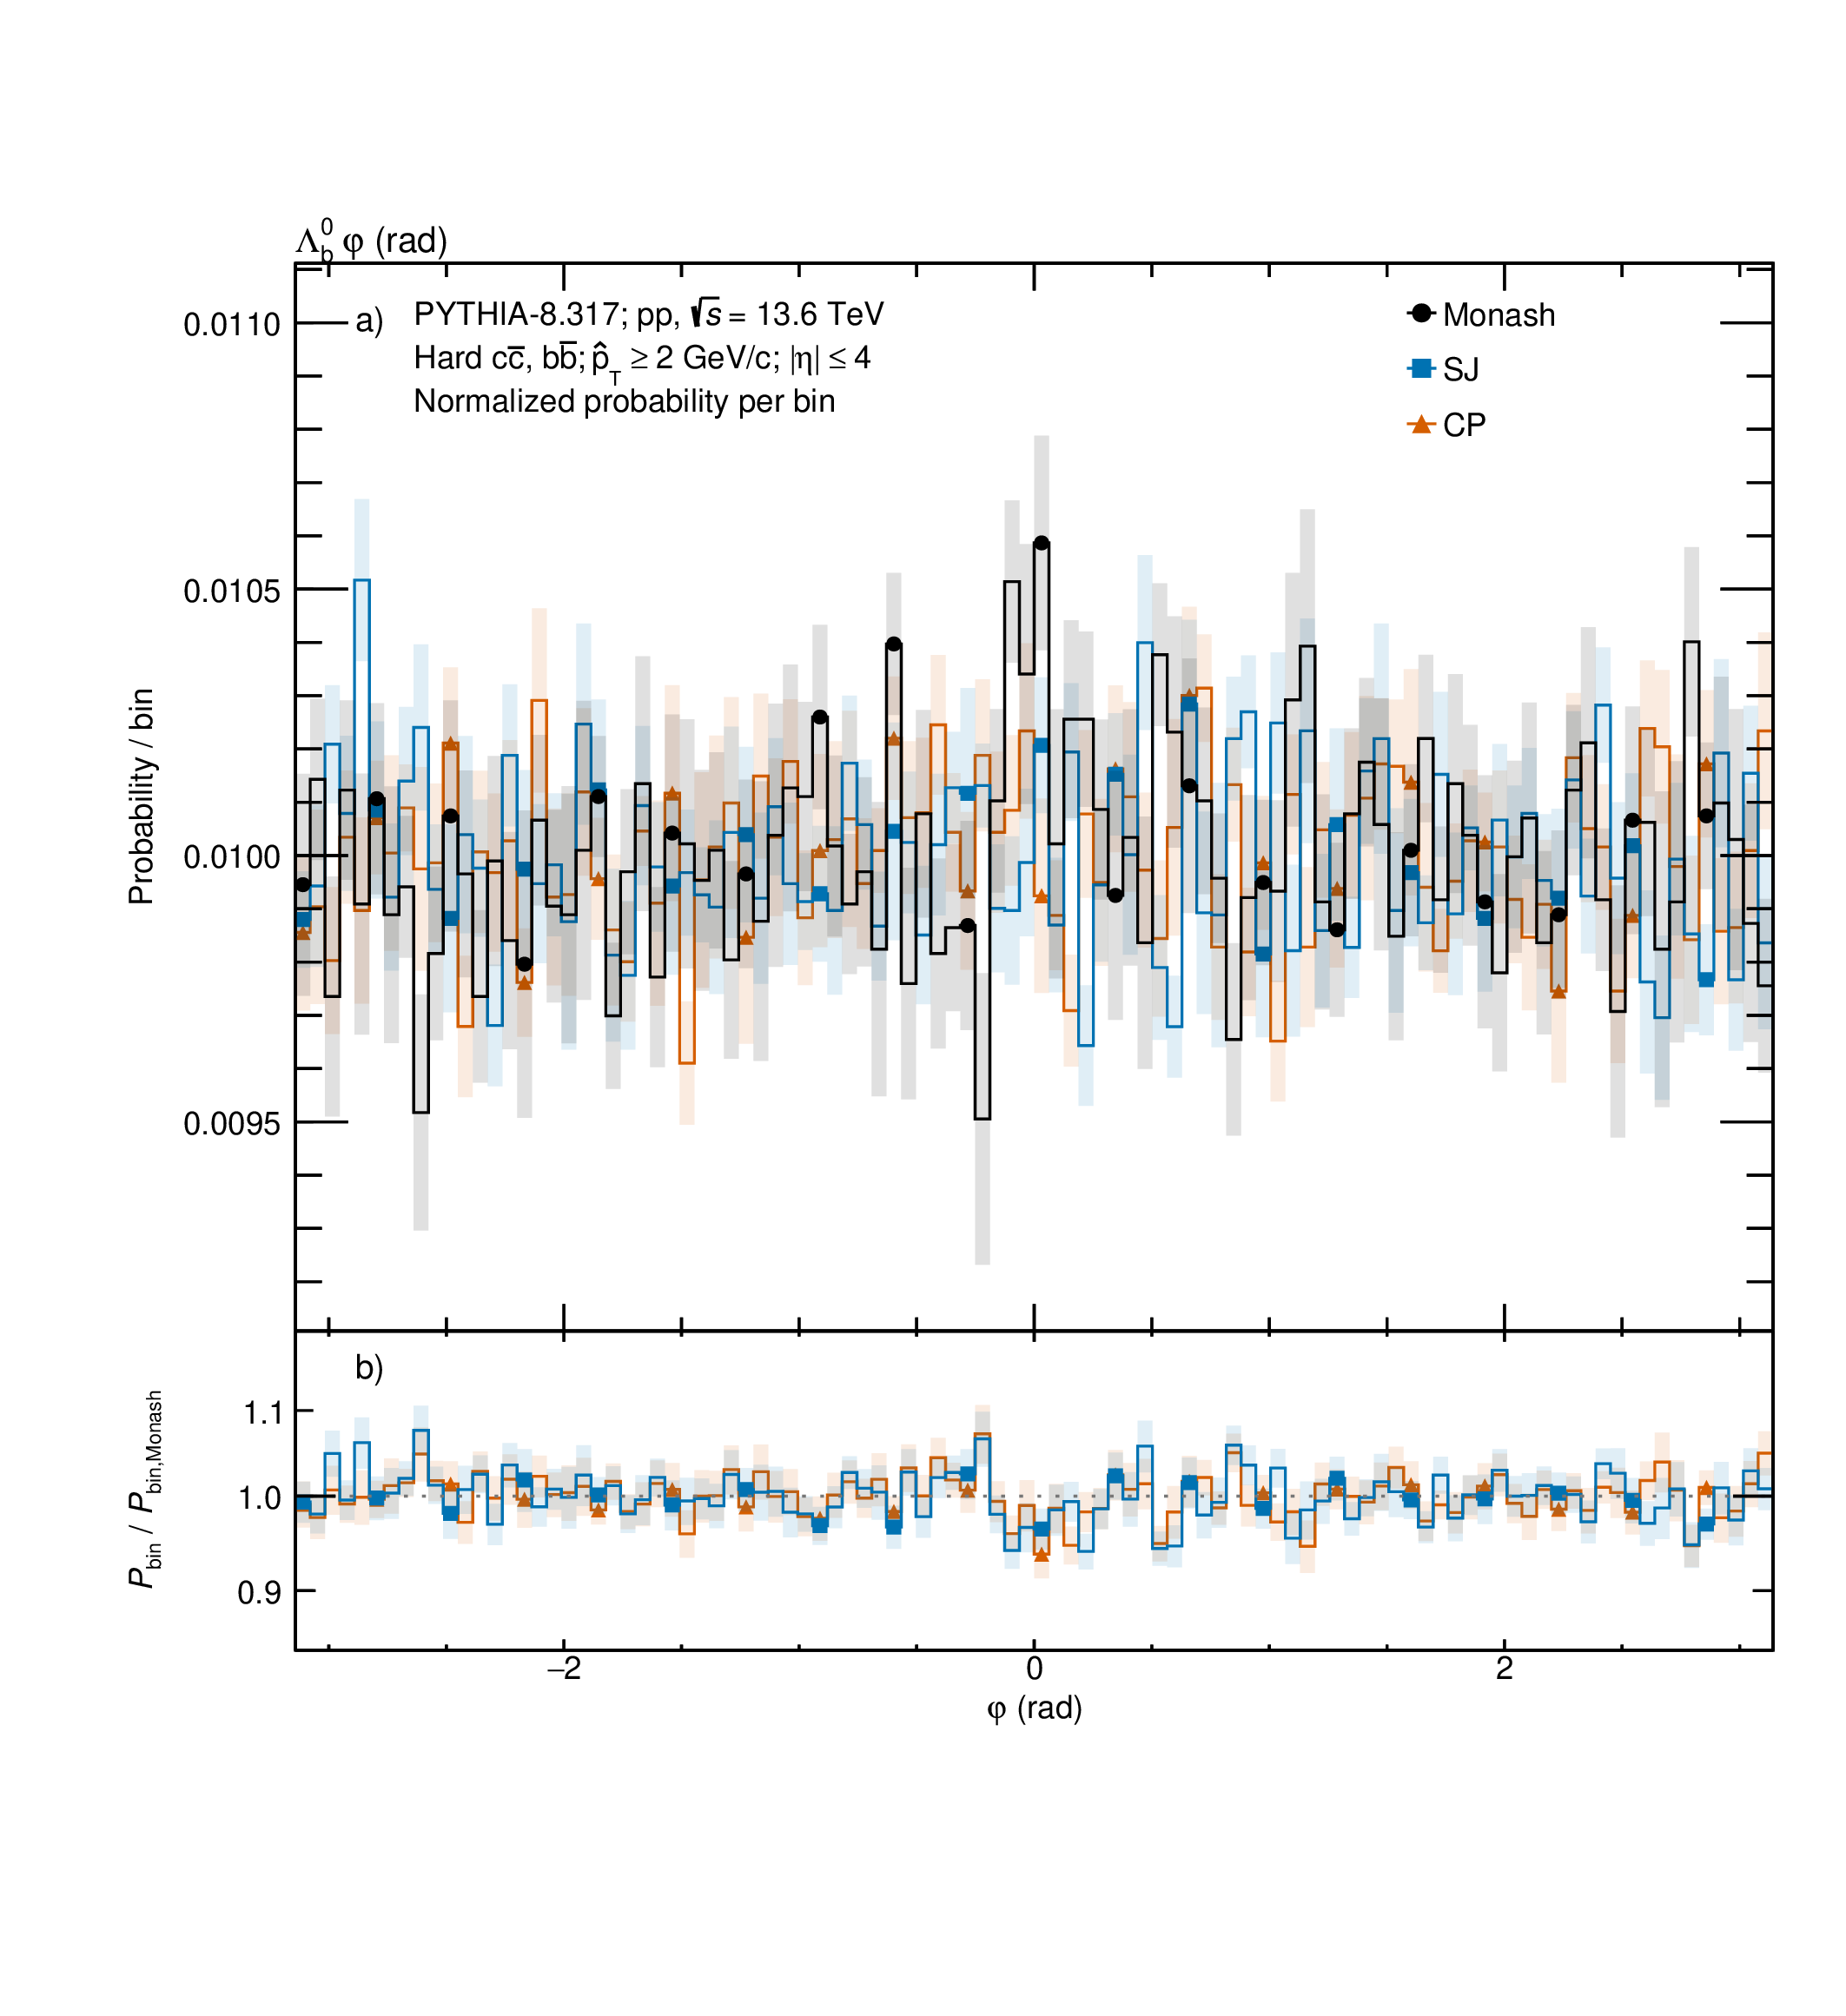 Λ⁰b φ (rad)
a) PYTHIA-8.317; pp, √s = 13.6 TeV
Hard cc̅, bb̅; p̂T ≥ 2 GeV/c; |η| ≤ 4
Normalized probability per bin
Monash
SJ
CP
0.0110
0.0105
0.0100
0.0095
Probability / bin
b)
1.1
1.0
0.9
Pbin / Pbin,Monash
−2 0 2
φ (rad)